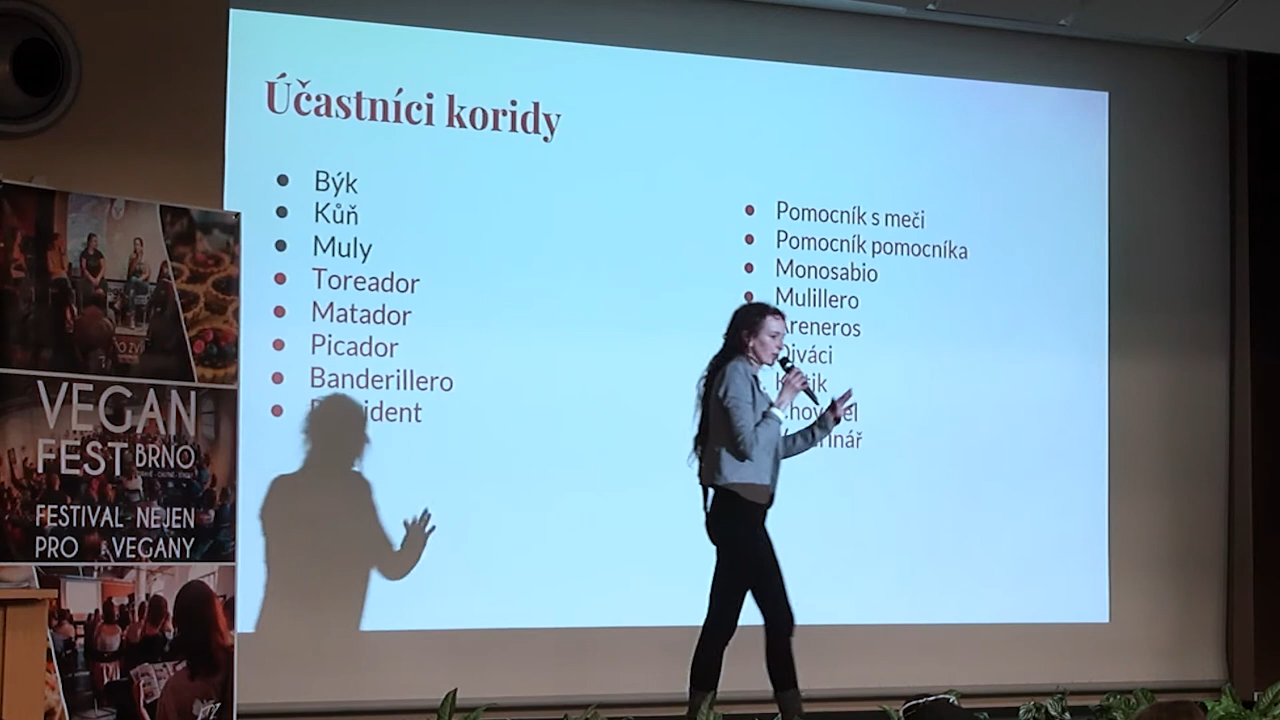 Účastníci koridy
Býk
Kůň
Muly
Toreador
Matador
Picador
Banderillero
Pomocník s meči
Pomocník pomocníka
Monosabio
Mulillero
Areneros
Diváci
VEGAN
FEST BRNO
FESTIVAL NEJEN
PRO VEGANY